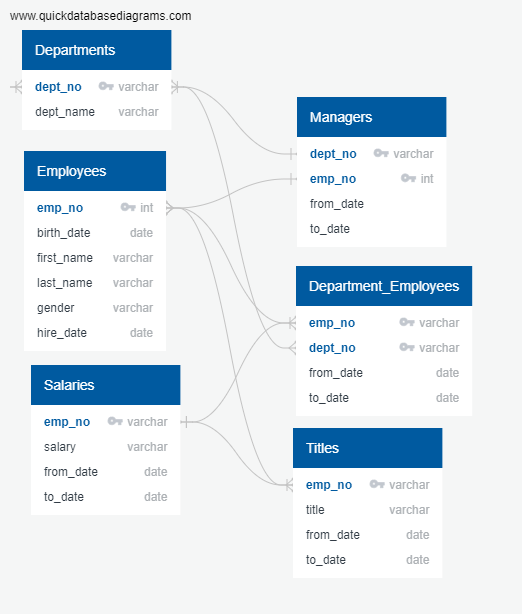 www.quickdatabasediagrams.com
Departments
dept_no varchar
dept_name varchar
Employees
emp_no int
birth_date date
first_name varchar
last_name varchar
gender varchar
hire_date date
Salaries
emp_no varchar
salary varchar
from_date date
to_date date
Managers
dept_no varchar
emp_no int
from_date
to_date
Department_Employees
emp_no varchar
dept_no varchar
from_date date
to_date date
Titles
emp_no varchar
title varchar
from_date date
to_date date